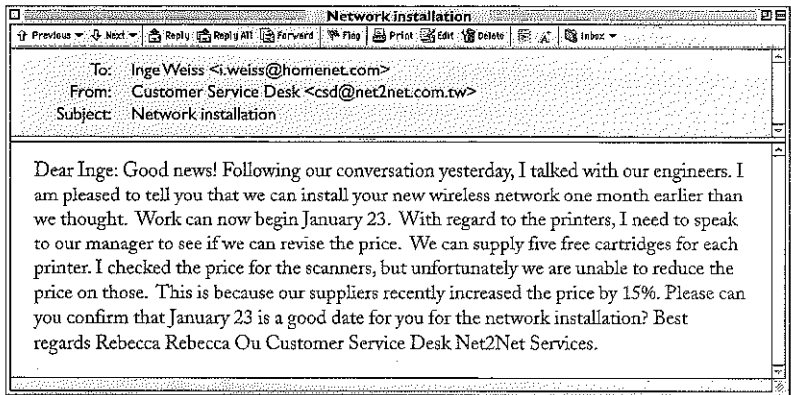 Network installation
Previous Next Reply Reply All Forward Flag Print Edit Delete Inbox
To: Inge Weiss <i.weiss@homenet.com>
From: Customer Service Desk <csd@net2net.com.tw>
Subject: Network installation
Dear Inge: Good news! Following our conversation yesterday, I talked with our engineers. I
am pleased to tell you that we can install your new wireless network one month earlier than
we thought. Work can now begin January 23. With regard to the printers, I need to speak
to our manager to see if we can revise the price. We can supply five free cartridges for each
printer. I checked the price for the scanners, but unfortunately we are unable to reduce the
price on those. This is because our suppliers recently increased the price by 15%. Please can
you confirm that January 23 is a good date for you for the network installation? Best
regards Rebecca Rebecca Ou Customer Service Desk Net2Net Services.